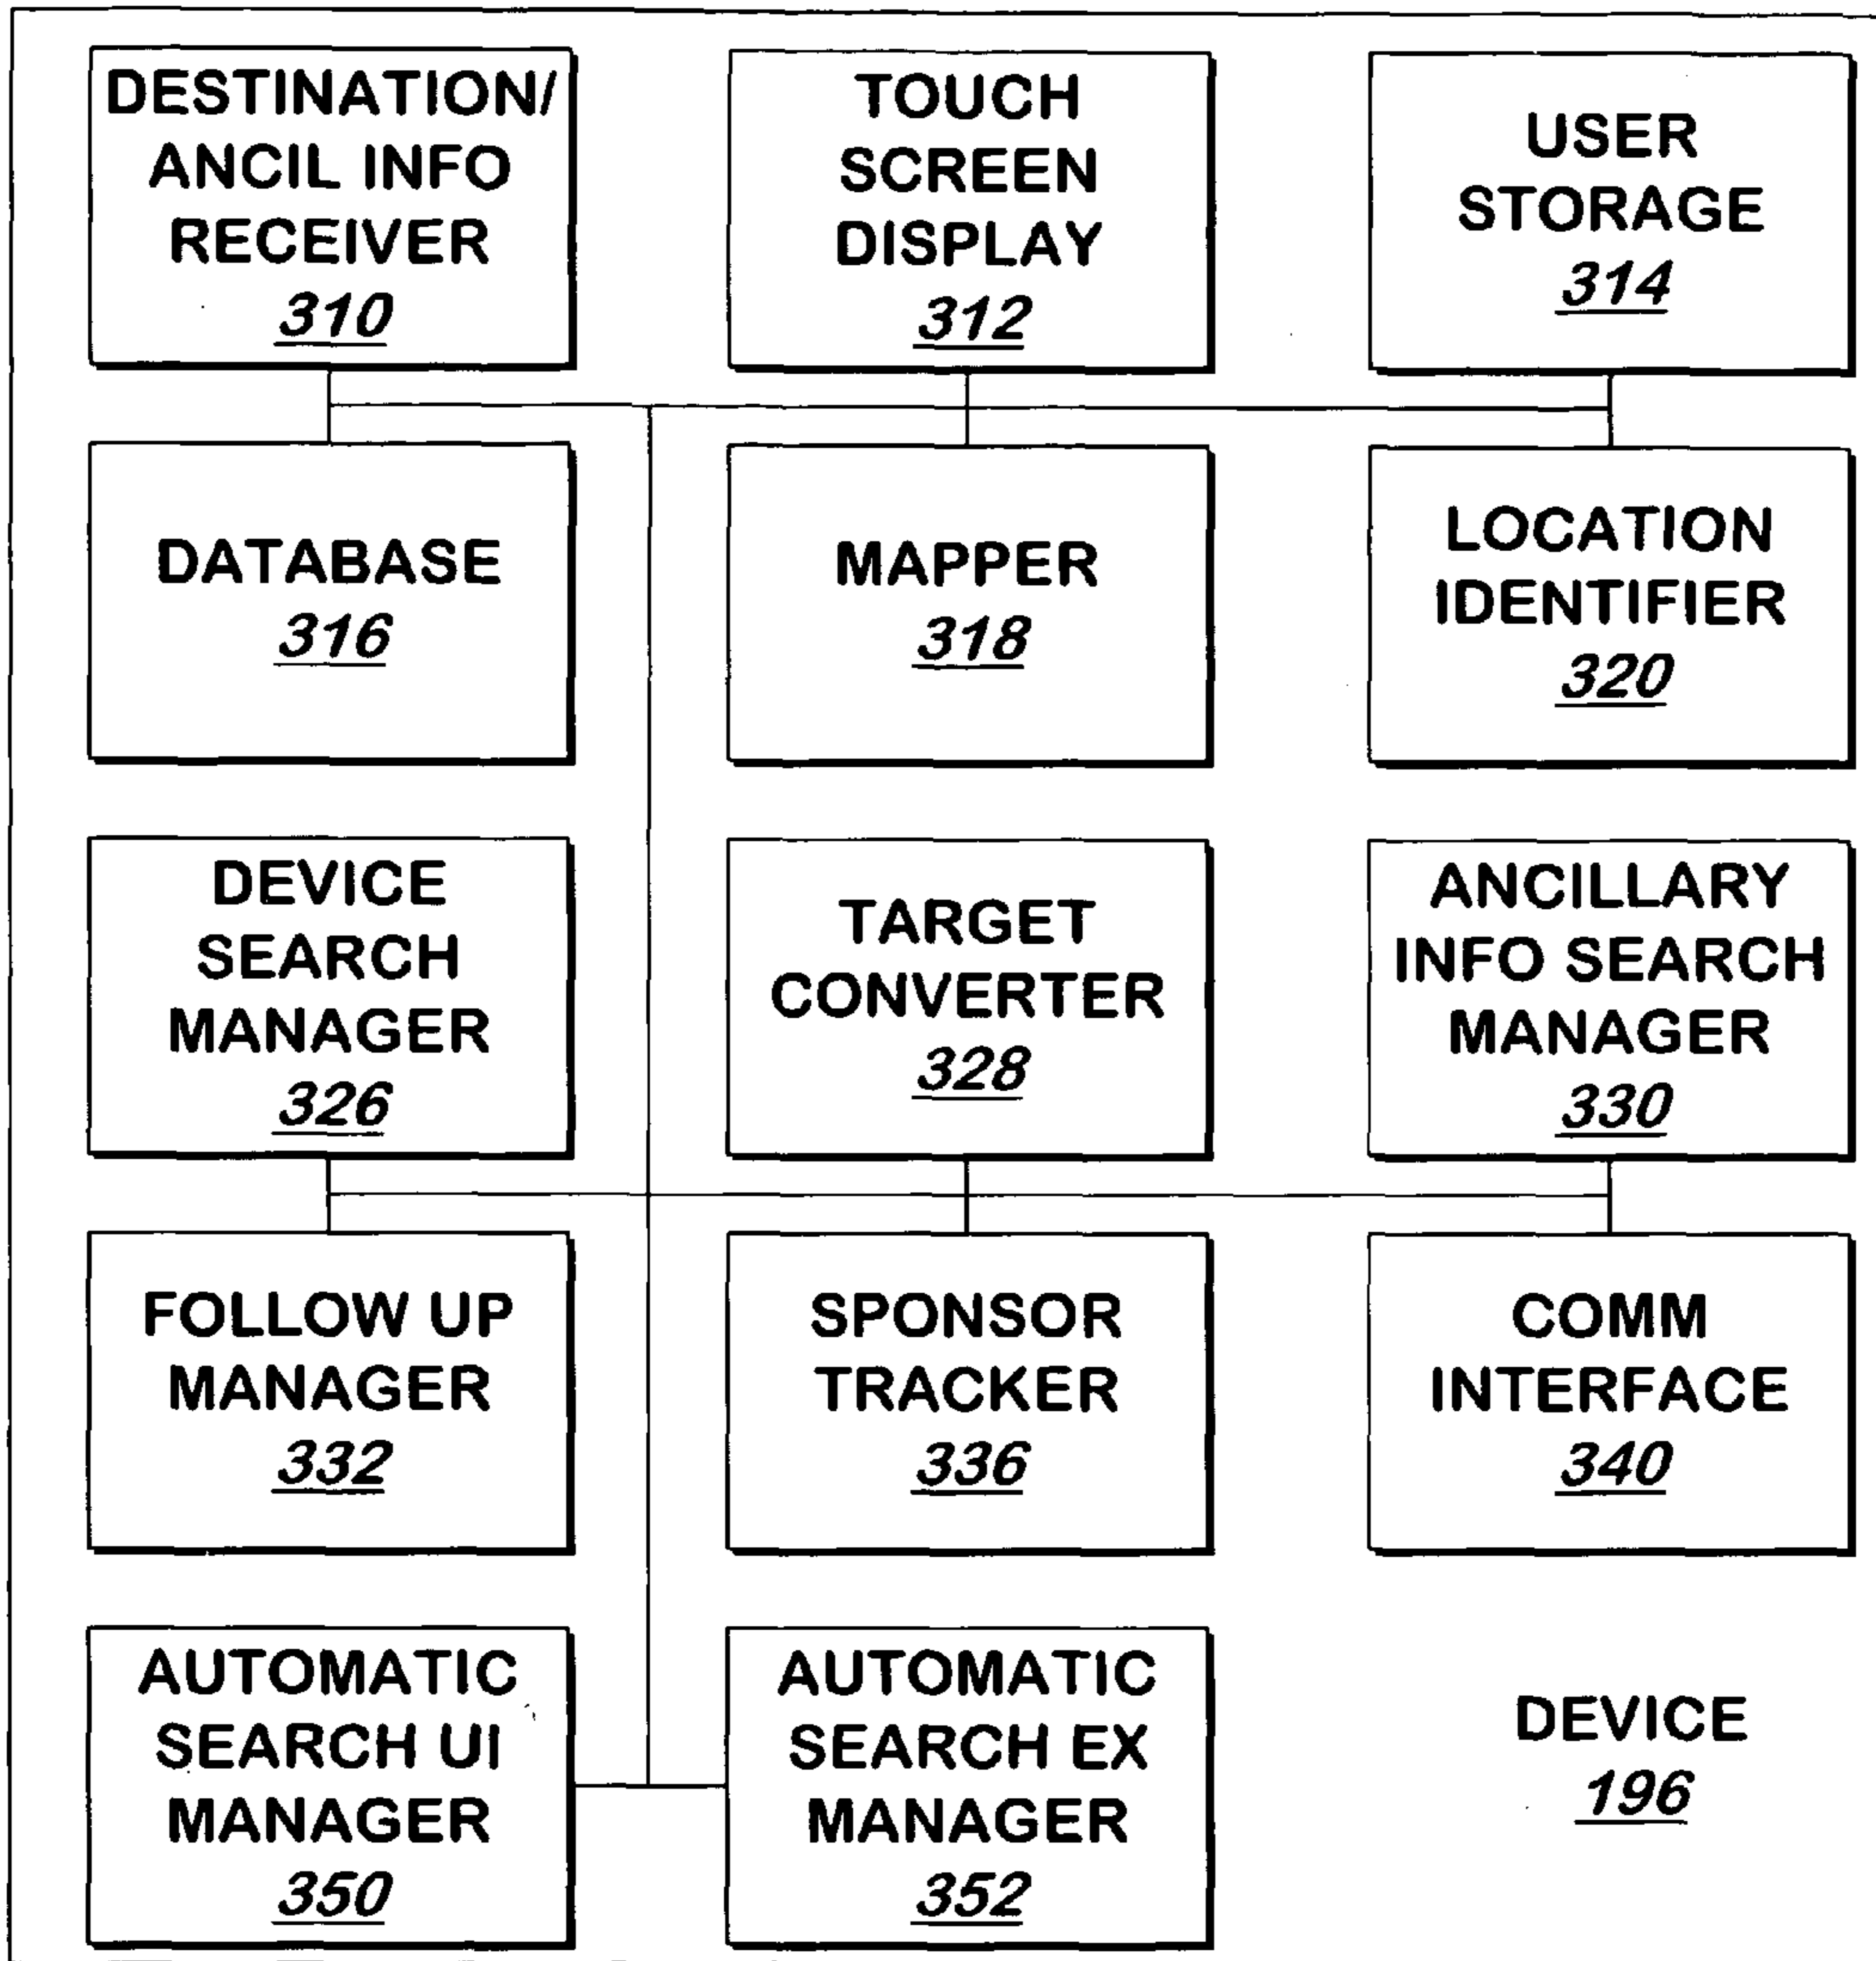 DESTINATION/
ANCIL INFO
RECEIVER
310
TOUCH
SCREEN
DISPLAY
312
USER
STORAGE
314
DATABASE
316
MAPPER
318
LOCATION
IDENTIFIER
320
DEVICE
SEARCH
MANAGER
326
TARGET
CONVERTER
328
ANCILLARY
INFO SEARCH
MANAGER
330
FOLLOW UP
MANAGER
332
SPONSOR
TRACKER
336
COMM
INTERFACE
340
AUTOMATIC
SEARCH UI
MANAGER
350
AUTOMATIC
SEARCH EX
MANAGER
352
DEVICE
196